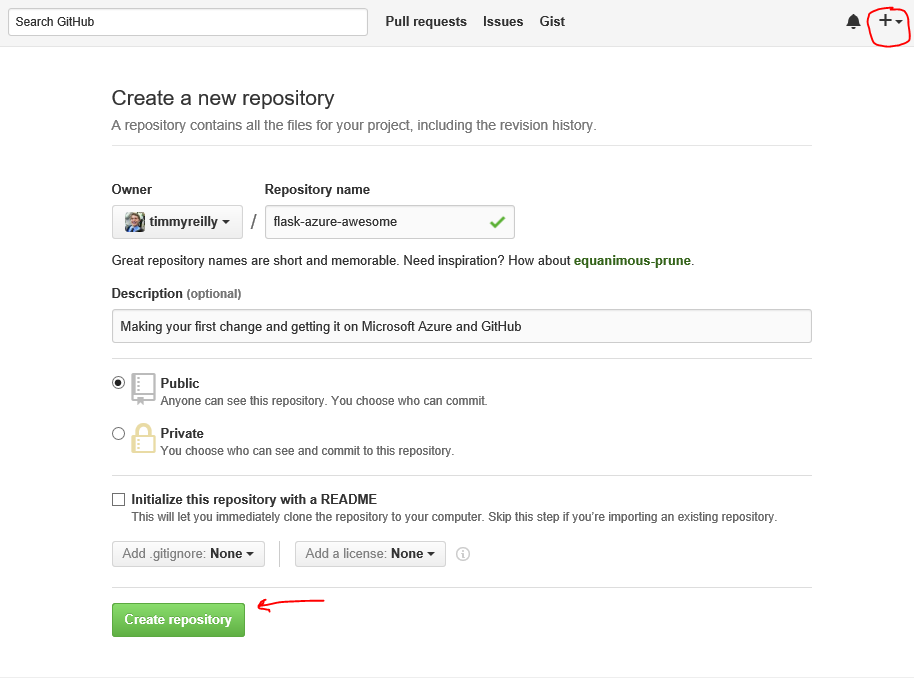 Search GitHub Pull requests Issues Gist
Create a new repository
A repository contains all the files for your project, including the revision history.
Owner Repository name
timmyreilly / flask-azure-awesome
Great repository names are short and memorable. Need inspiration? How about equanimous-prune.
Description (optional)
Making your first change and getting it on Microsoft Azure and GitHub
Public
Anyone can see this repository. You choose who can commit.
Private
You choose who can see and commit to this repository.
Initialize this repository with a README
This will let you immediately clone the repository to your computer. Skip this step if you’re importing an existing repository.
Add .gitignore: None Add a license: None
Create repository